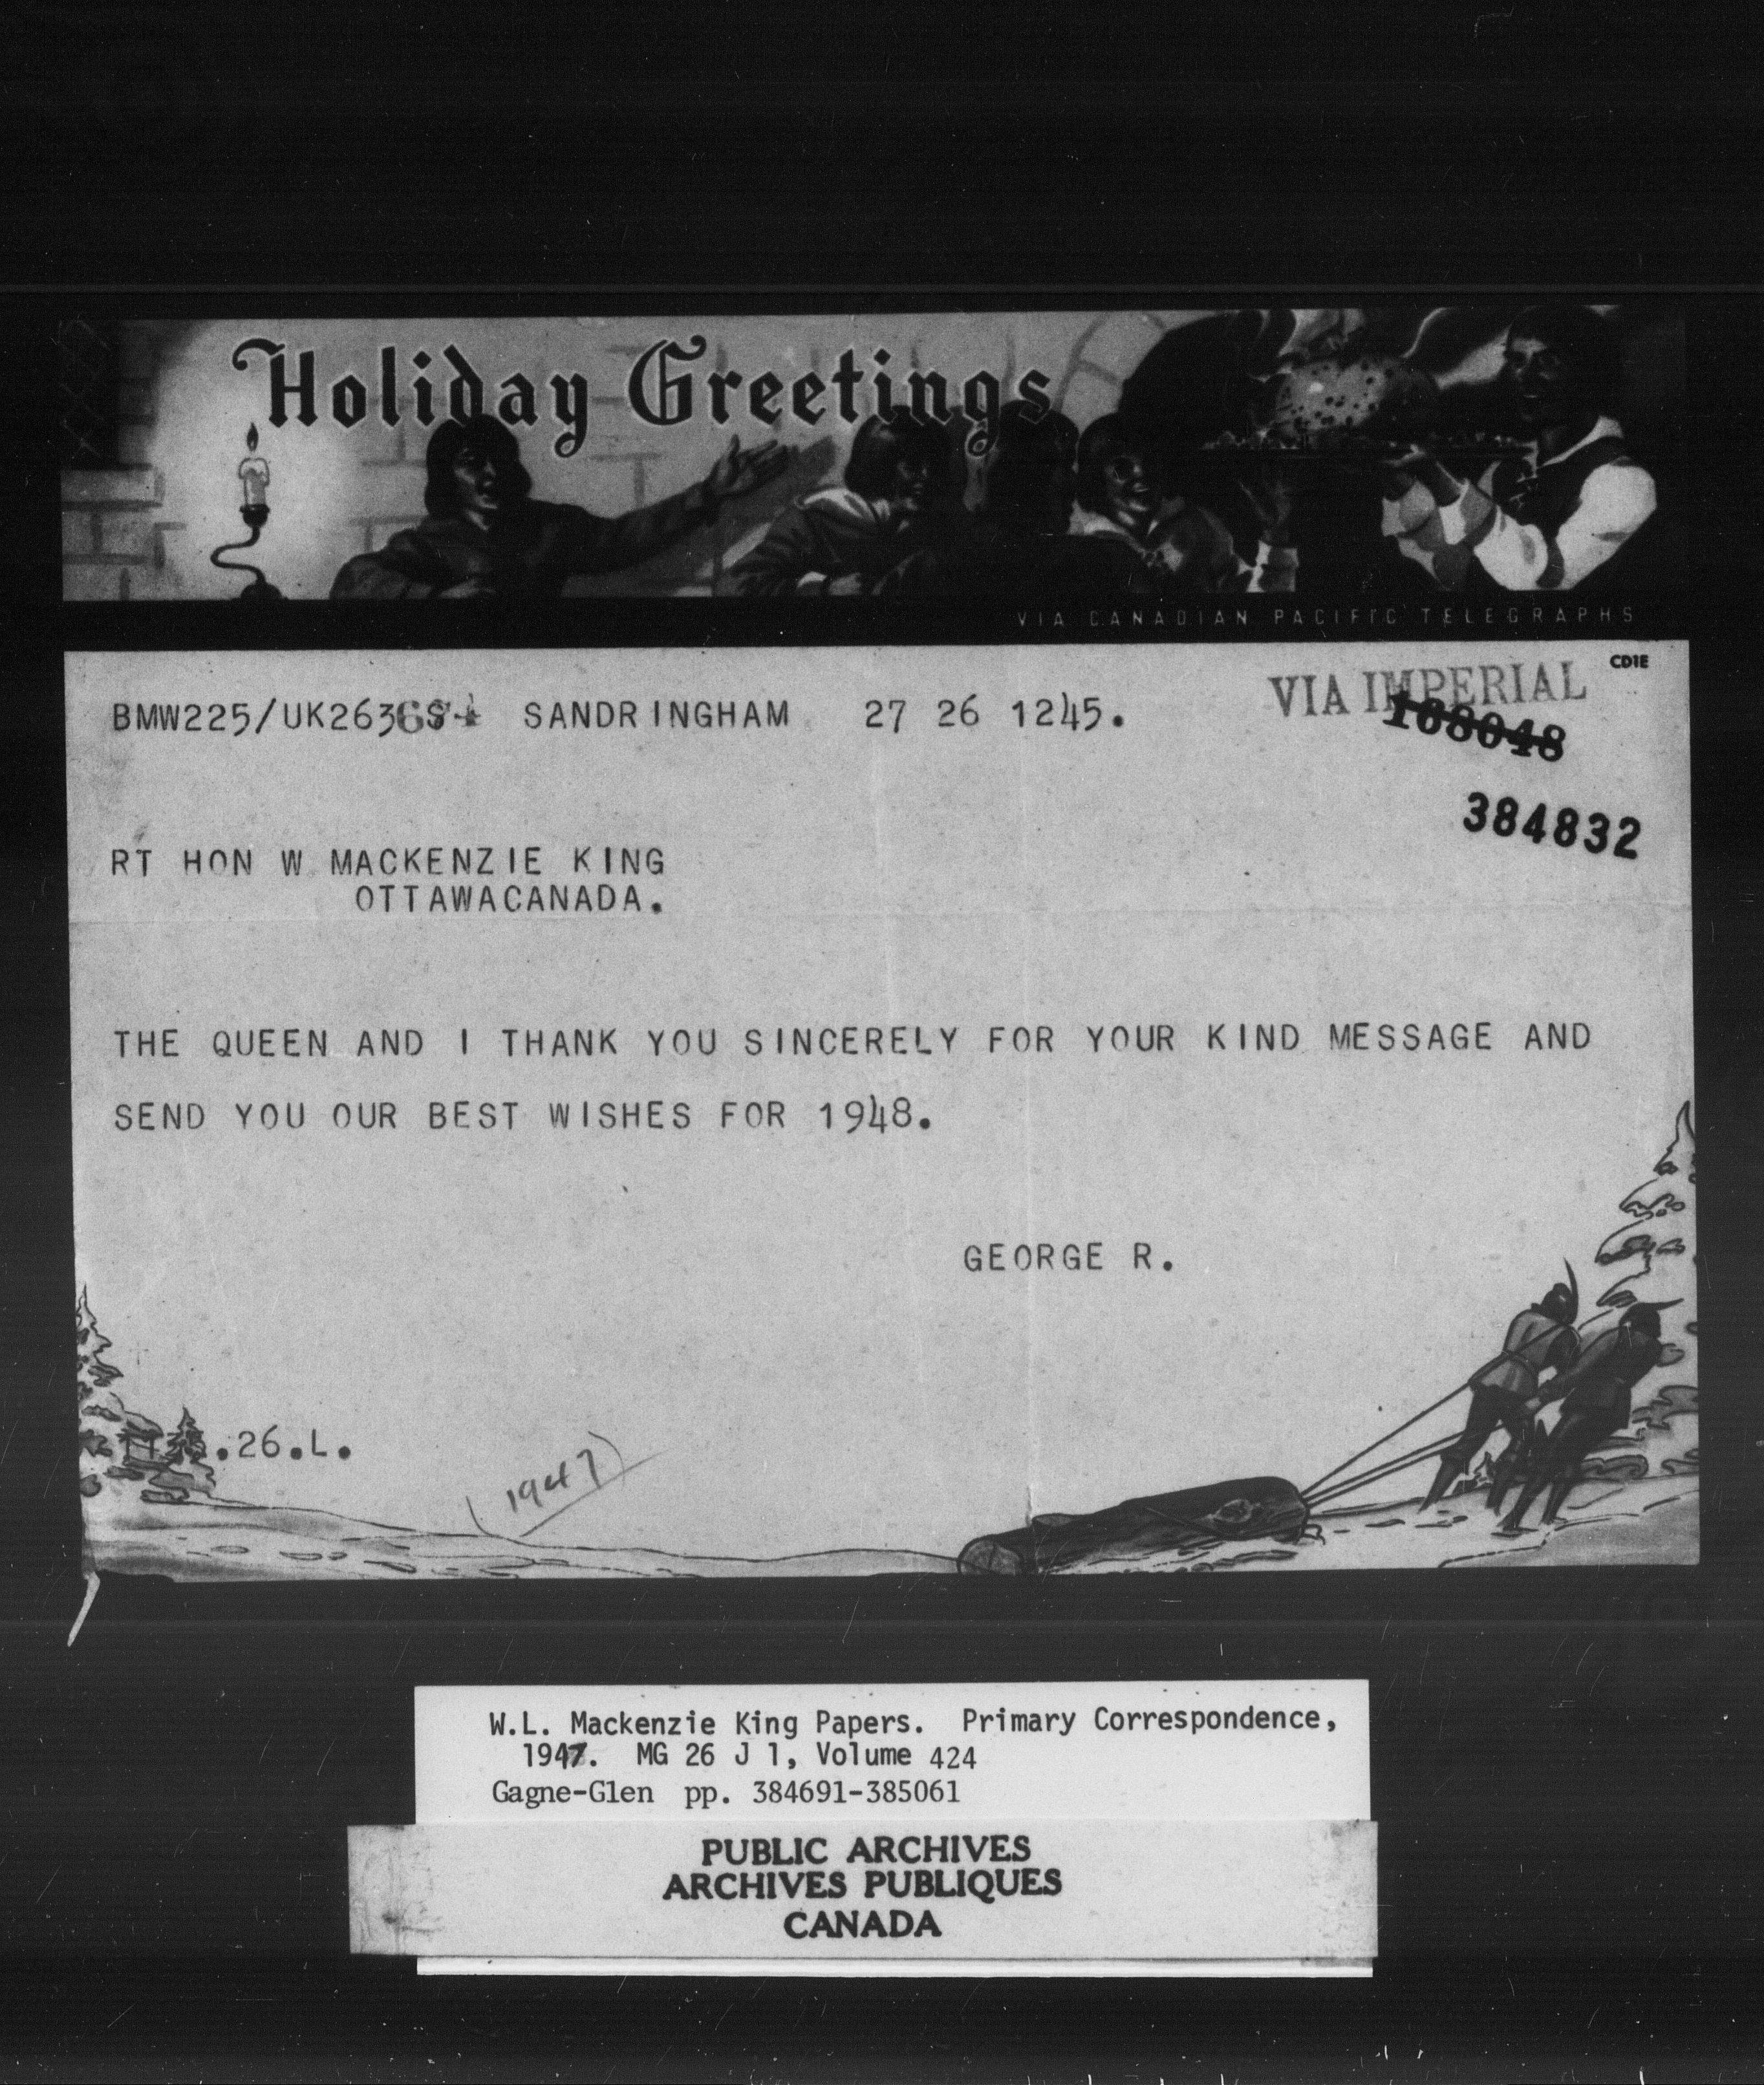 Holiday Greetings
VIA CANADIAN PACIFIC TELEGRAPHS
CD1E
VIA IMPERIAL
BMW225/UK263 SANDRINGHAM 27 26 1245.
168048
384832
RT HON W MACKENZIE KING
OTTAWACANADA.
THE QUEEN AND I THANK YOU SINCERELY FOR YOUR KIND MESSAGE AND
SEND YOU OUR BEST WISHES FOR 1948.
GEORGE R.
.26.L.
(1947)
W.L. Mackenzie King Papers. Primary Correspondence,
1947. MG 26 J 1, Volume 424
Gagne-Glen pp. 384691-385061
PUBLIC ARCHIVES
ARCHIVES PUBLIQUES
CANADA